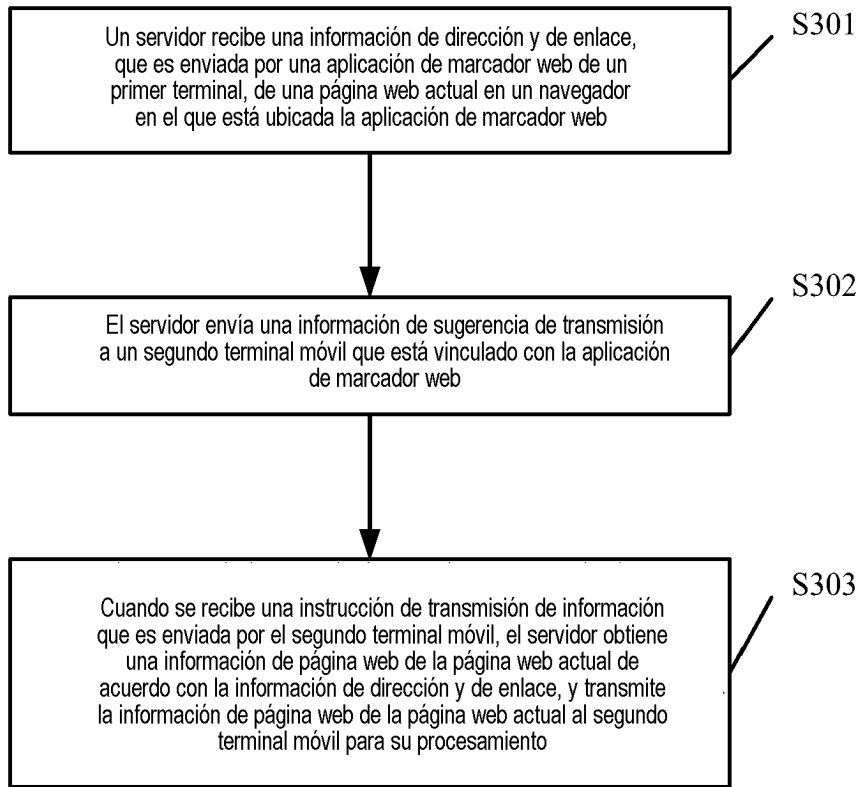 Un servidor recibe una información de dirección y de enlace,
que es enviada por una aplicación de marcador web de un
primer terminal, de una página web actual en un navegador
en el que está ubicada la aplicación de marcador web
S301
El servidor envía una información de sugerencia de transmisión
a un segundo terminal móvil que está vinculado con la aplicación
de marcador web
S302
Cuando se recibe una instrucción de transmisión de información
que es enviada por el segundo terminal móvil, el servidor obtiene
una información de página web de la página web actual de
acuerdo con la información de dirección y de enlace, y transmite
la información de página web de la página web actual al segundo
terminal móvil para su procesamiento
S303